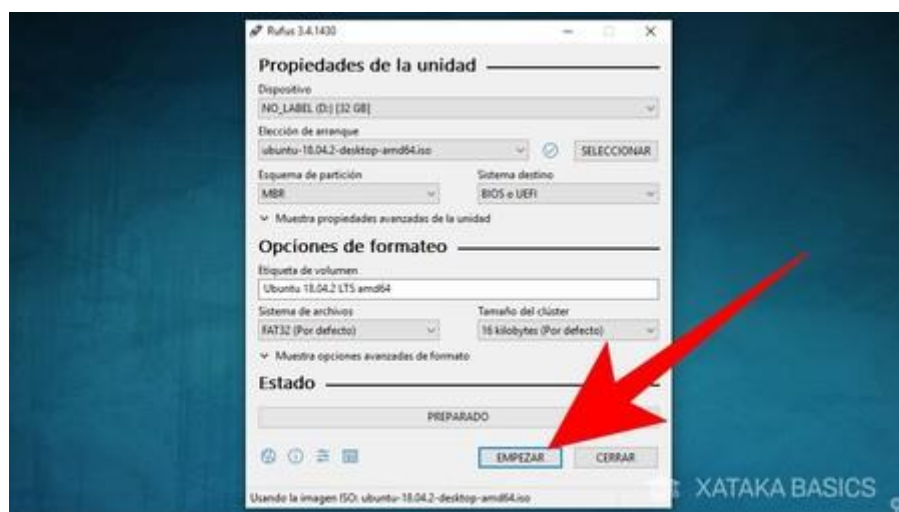 Rufus 3.4.1430
Propiedades de la unidad
Dispositivo
NO_LABEL (D:) [32 GB]
Elección de arranque
ubuntu-18.04.2-desktop-amd64.iso
SELECCIONAR
Esquema de partición
Sistema destino
MBR
BIOS o UEFI
Muestra propiedades avanzadas de la unidad
Opciones de formateo
Etiqueta de volumen
Ubuntu 18.04.2 LTS amd64
Sistema de archivos
Tamaño del clúster
FAT32 (Por defecto)
16 kilobytes (Por defecto)
Muestra opciones avanzadas de formato
Estado
PREPARADO
EMPEZAR
CERRAR
Usando la imagen ISO: ubuntu-18.04.2-desktop-amd64.iso
XATAKA BASICS